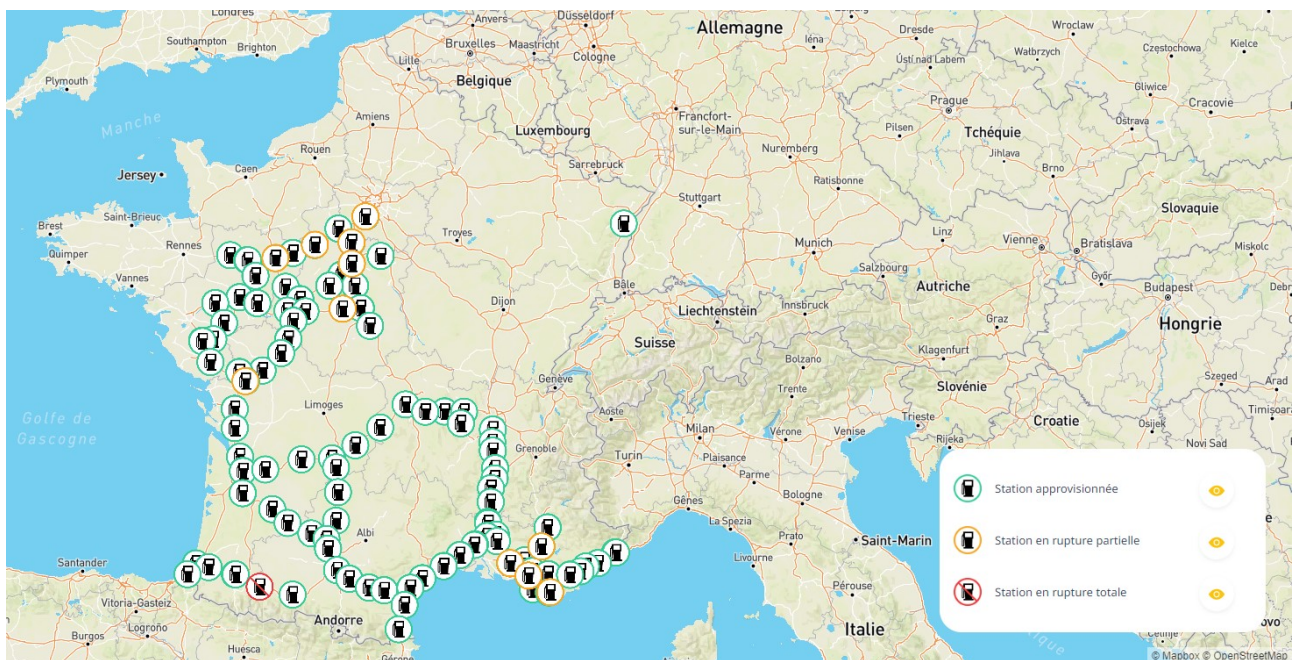 Londres
Anvers
Düsseldorf
Allemagne
Dresde
Wroclaw
Southampton
Brighton
Bruxelles
Maastricht
Cologne
Iéna
Ústí nad Labem
Wałbrzych
Częstochowa
Kielce
Plymouth
Lille
Belgique
Prague
Gliwice
Cracovie
Manche
Amiens
Luxembourg
Francfort-
sur-le-Main
Pilsen
Tchéquie
Ostrava
Jersey
Caen
Rouen
Sarrebruck
Nuremberg
Jihlava
Brno
Žilina
Brest
Saint-Brieuc
Rennes
Quimper
Vannes
Troyes
Stuttgart
Ratisbonne
Slovaquie
Linz
Vienne
Bratislava
Miskolc
Munich
Salzbourg
Győr
Budapest
Dijon
Bâle
Liechtenstein
Innsbruck
Autriche
Graz
Suisse
Hongrie
Genève
Bolzano
Klagenfurt
Slovénie
Szeged
Arad
Limoges
Aoste
Trente
Trieste
Croatie
Timișoara
Golfe de
Gascogne
Grenoble
Milan
Vérone
Venise
Rijeka
Osijek
Novi Sad
Turin
Plaisance
Parme
Gênes
Bologne
Albi
La Spezia
Prato
Saint-Marin
Santander
Livourne
Vitoria-Gasteiz
Pérouse
Logroño
Andorre
Burgos
Huesca
Gérone
Italie
Station approvisionnée
Station en rupture partielle
Station en rupture totale
© Mapbox © OpenStreetMap